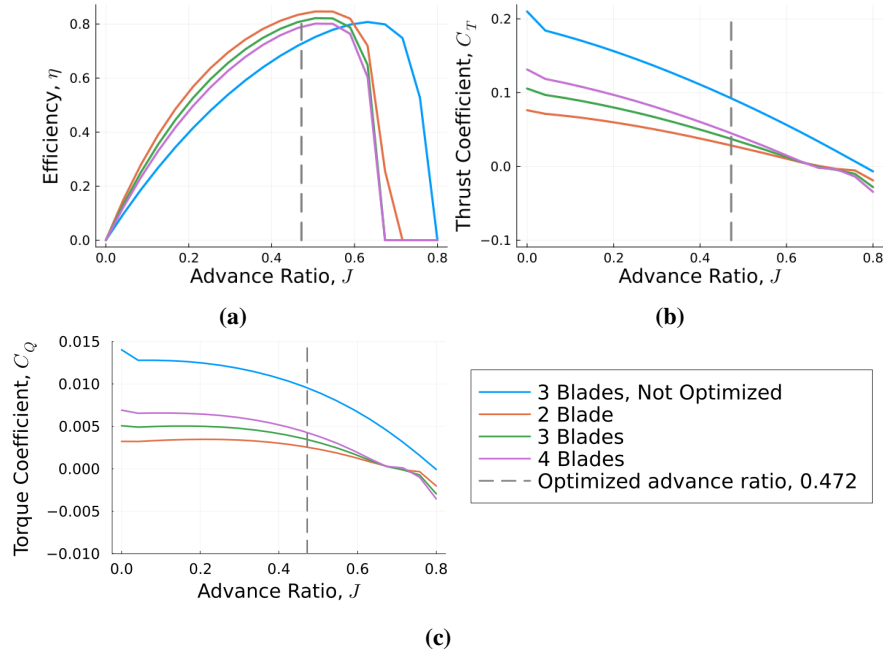 Efficiency, η
0.8
0.6
0.4
0.2
0.0
0.0 0.2 0.4 0.6 0.8
Advance Ratio, J
(a)
Thrust Coefficient, C_T
0.2
0.1
0.0
−0.1
0.0 0.2 0.4 0.6 0.8
Advance Ratio, J
(b)
Torque Coefficient, C_Q
0.015
0.010
0.005
0.000
−0.005
−0.010
0.0 0.2 0.4 0.6 0.8
Advance Ratio, J
3 Blades, Not Optimized
2 Blade
3 Blades
4 Blades
Optimized advance ratio, 0.472
(c)